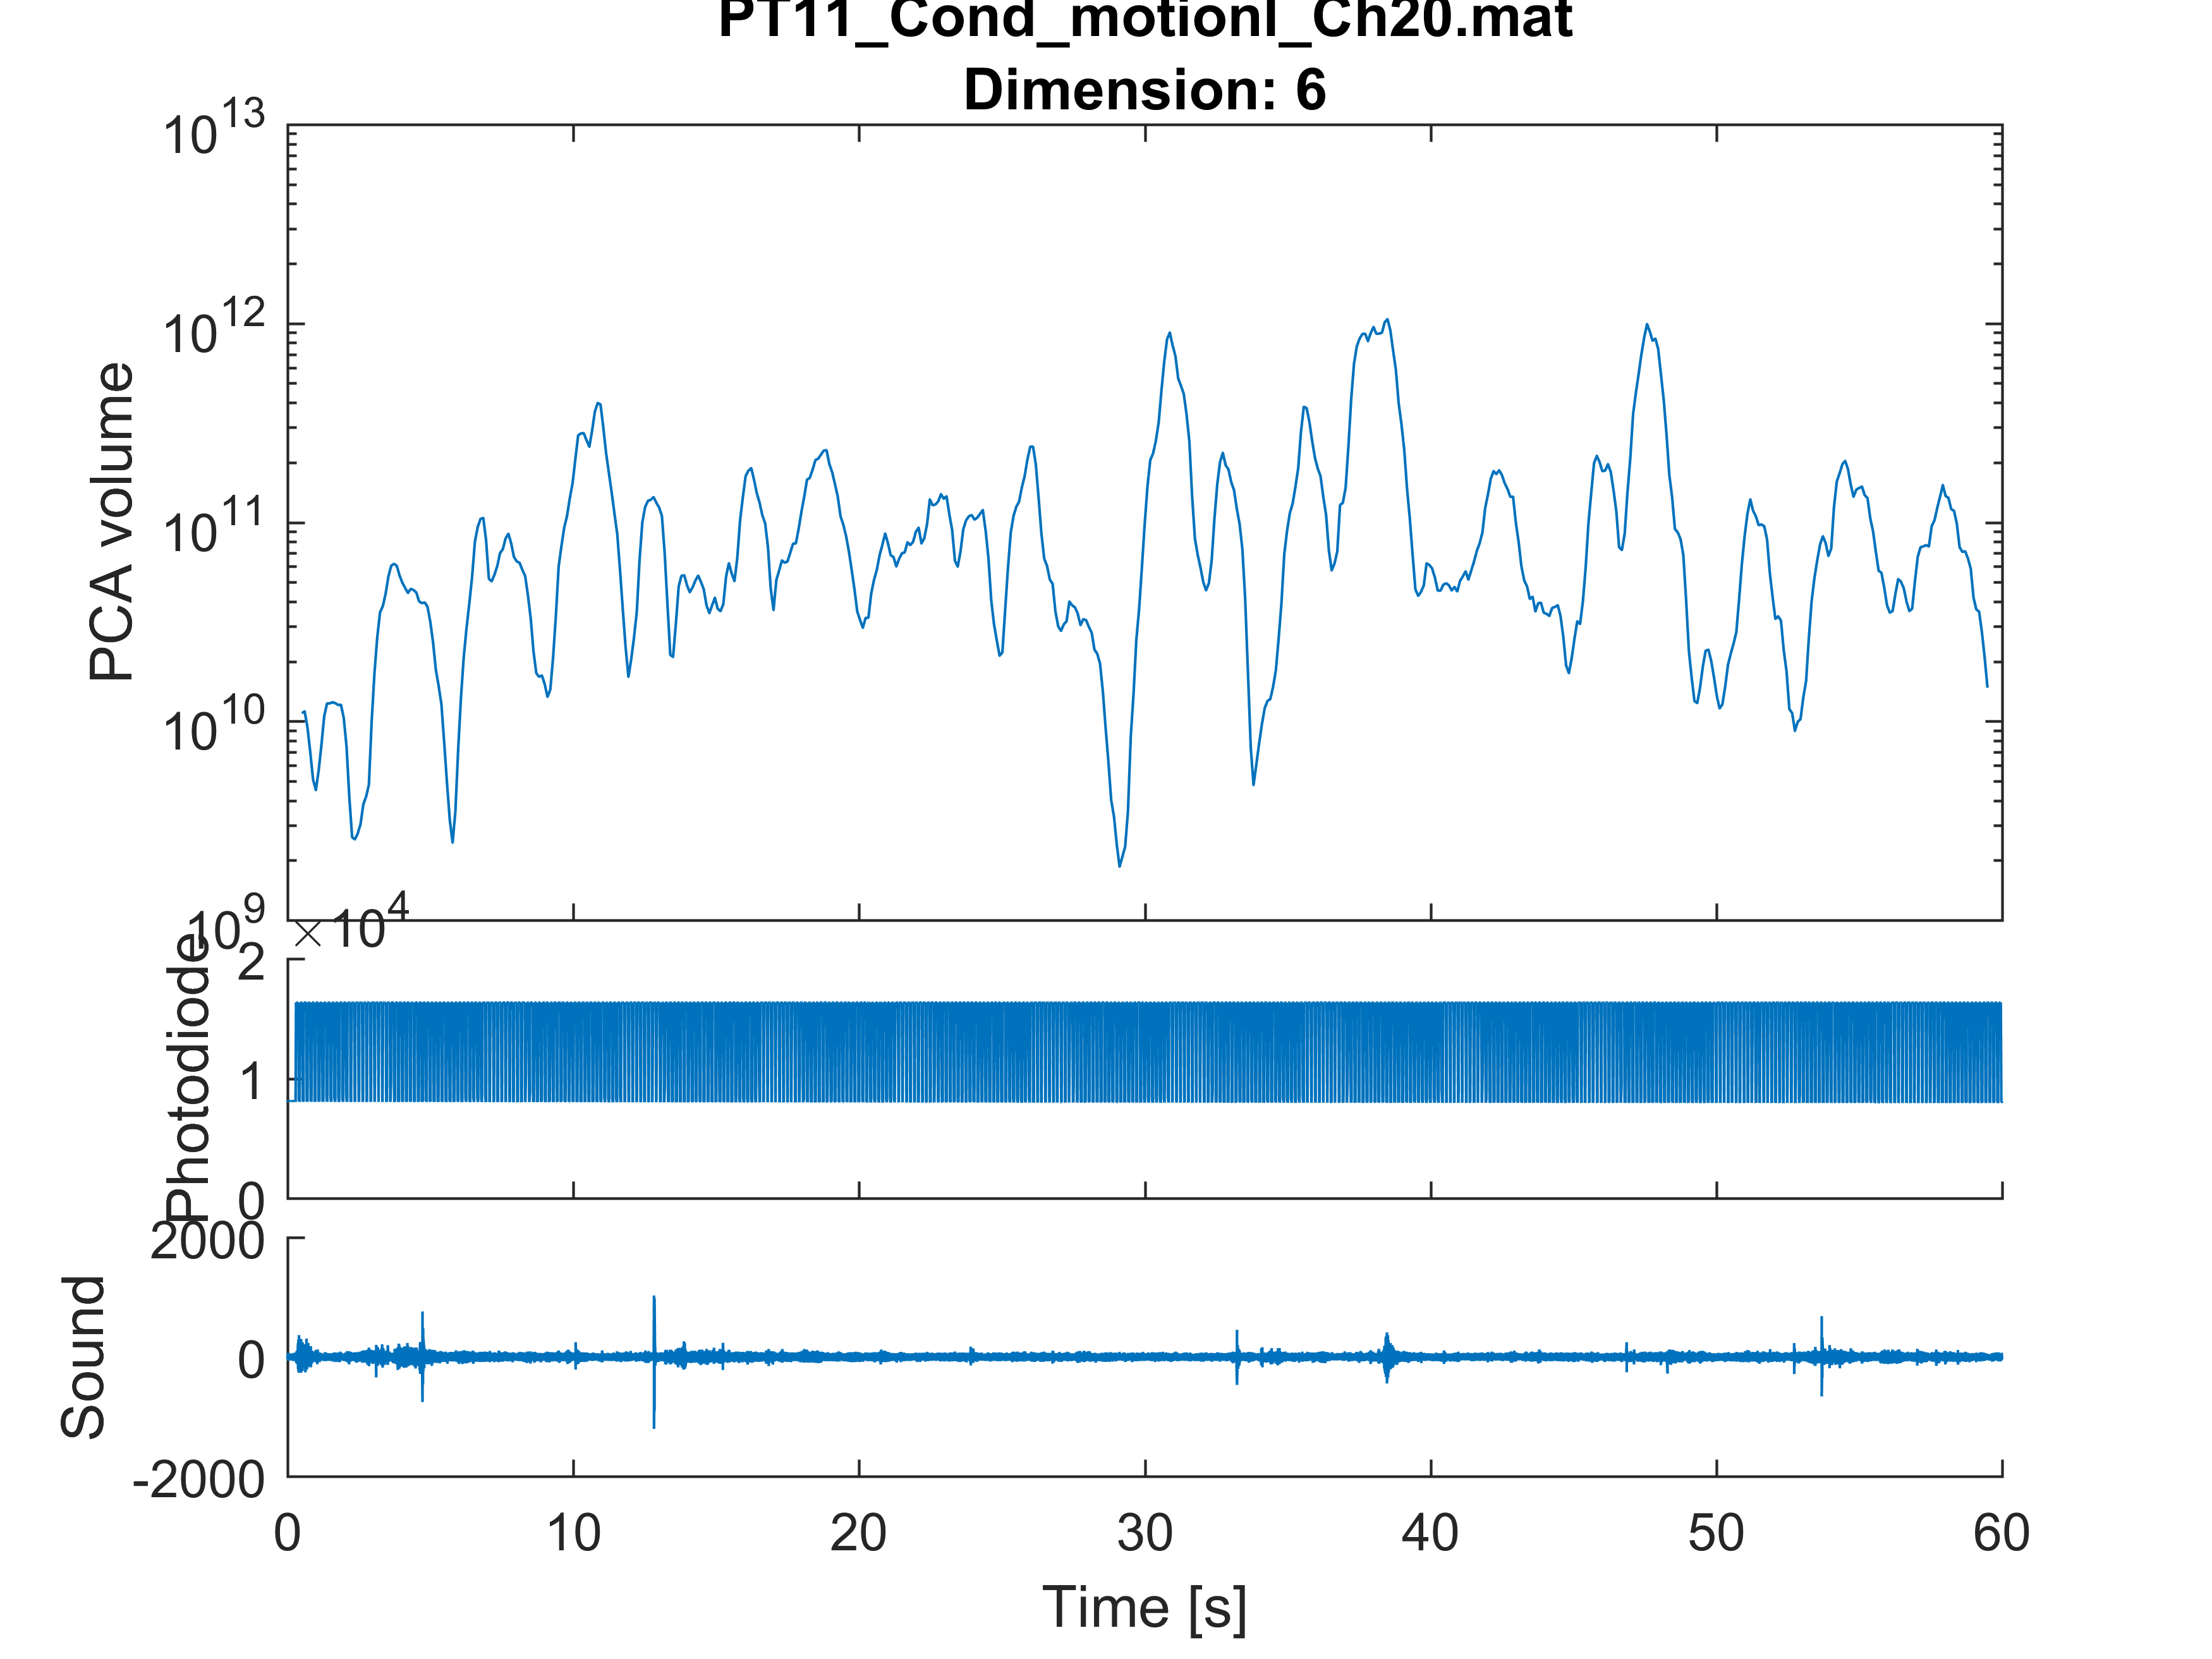 PT11_Cond_motionI_Ch20.mat
Dimension: 6
10^13
10^12
10^11
10^10
10^9
PCA volume
×10^4
2
1
0
Photodiode
2000
0
-2000
Sound
0 10 20 30 40 50 60
Time [s]